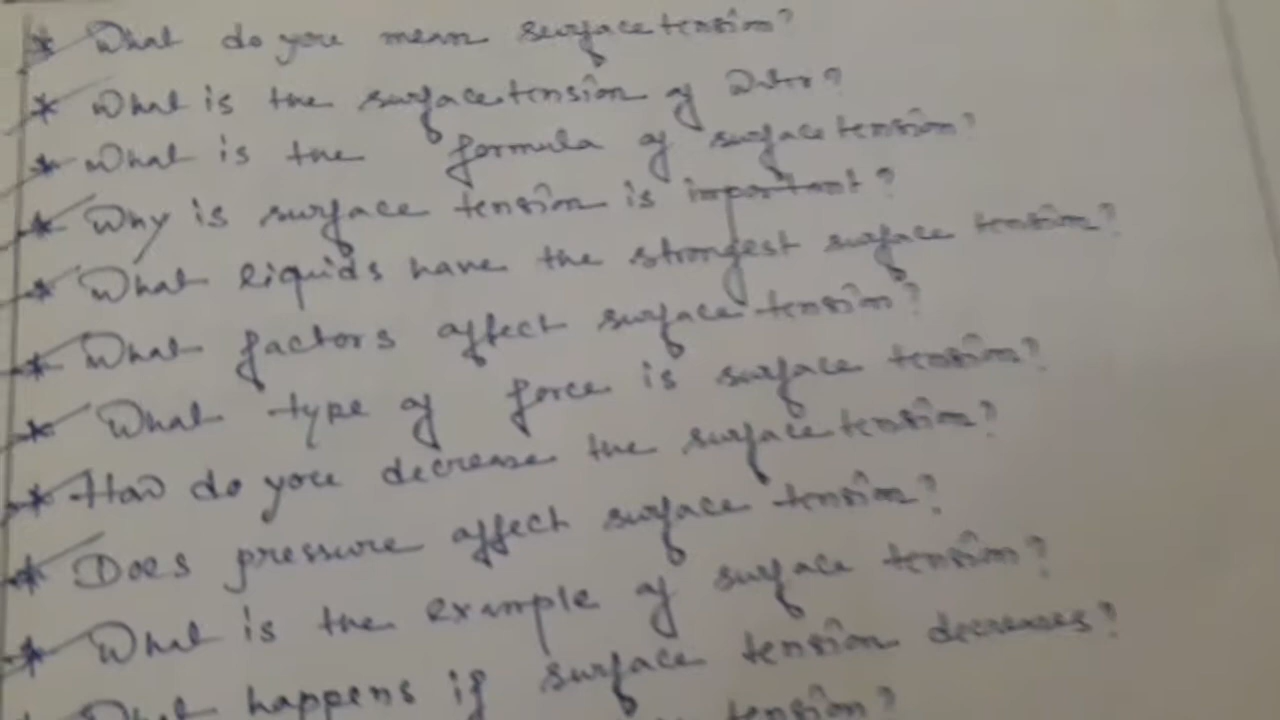 * What do you mean surface tension?
* What is the surface tension of water?
* What is the formula of surface tension?
* Why is surface tension is important?
* What liquids have the strongest surface tension?
* What factors affect surface tension?
* What type of force is surface tension?
* How do you decrease the surface tension?
* Does pressure affect surface tension?
* What is the example of surface tension?
What happens if surface tension decreases?
tension?